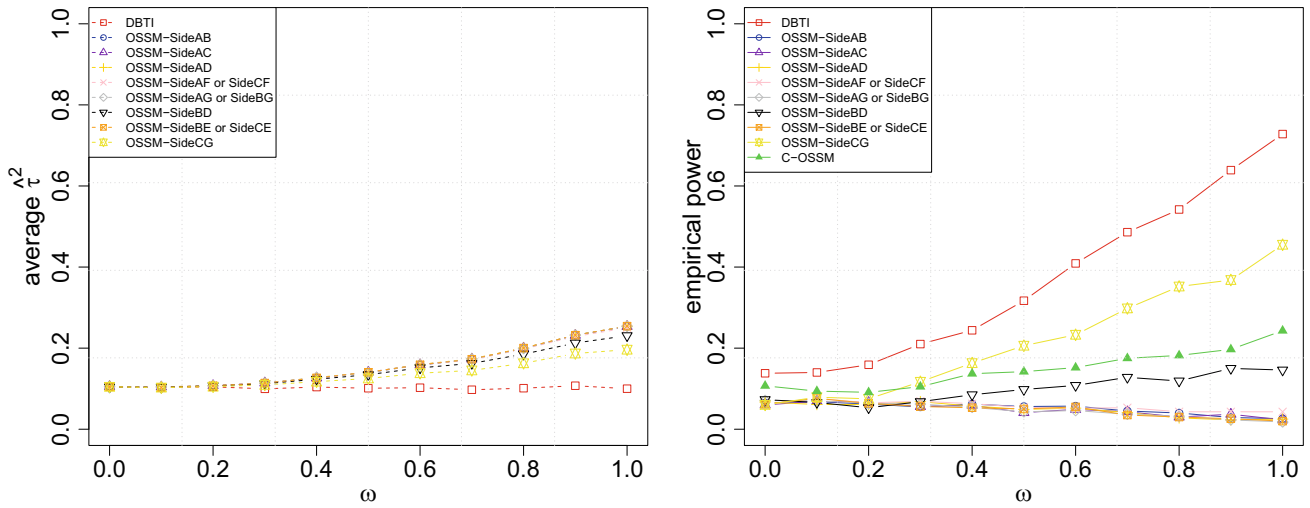 DBTI
OSSM−SideAB
OSSM−SideAC
OSSM−SideAD
OSSM−SideAF or SideCF
OSSM−SideAG or SideBG
OSSM−SideBD
OSSM−SideBE or SideCE
OSSM−SideCG
average τ̂²
1.0
0.8
0.6
0.4
0.2
0.0
0.0 0.2 0.4 0.6 0.8 1.0
ω
DBTI
OSSM−SideAB
OSSM−SideAC
OSSM−SideAD
OSSM−SideAF or SideCF
OSSM−SideAG or SideBG
OSSM−SideBD
OSSM−SideBE or SideCE
OSSM−SideCG
C−OSSM
empirical power
1.0
0.8
0.6
0.4
0.2
0.0
0.0 0.2 0.4 0.6 0.8 1.0
ω